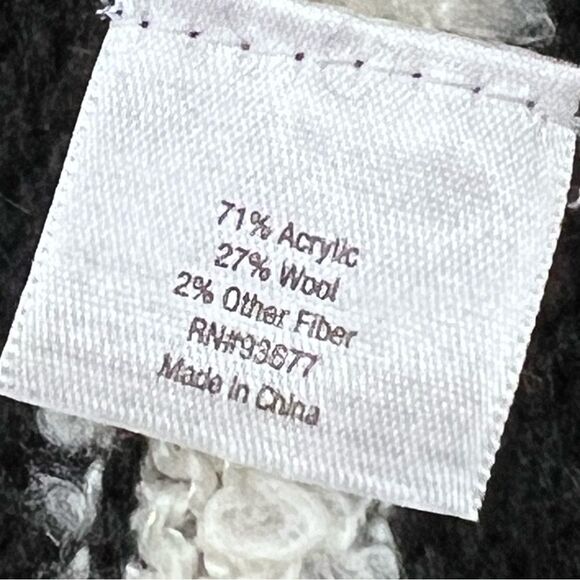 71% Acrylic
27% Wool
2% Other Fiber
RN#93677
Made In China